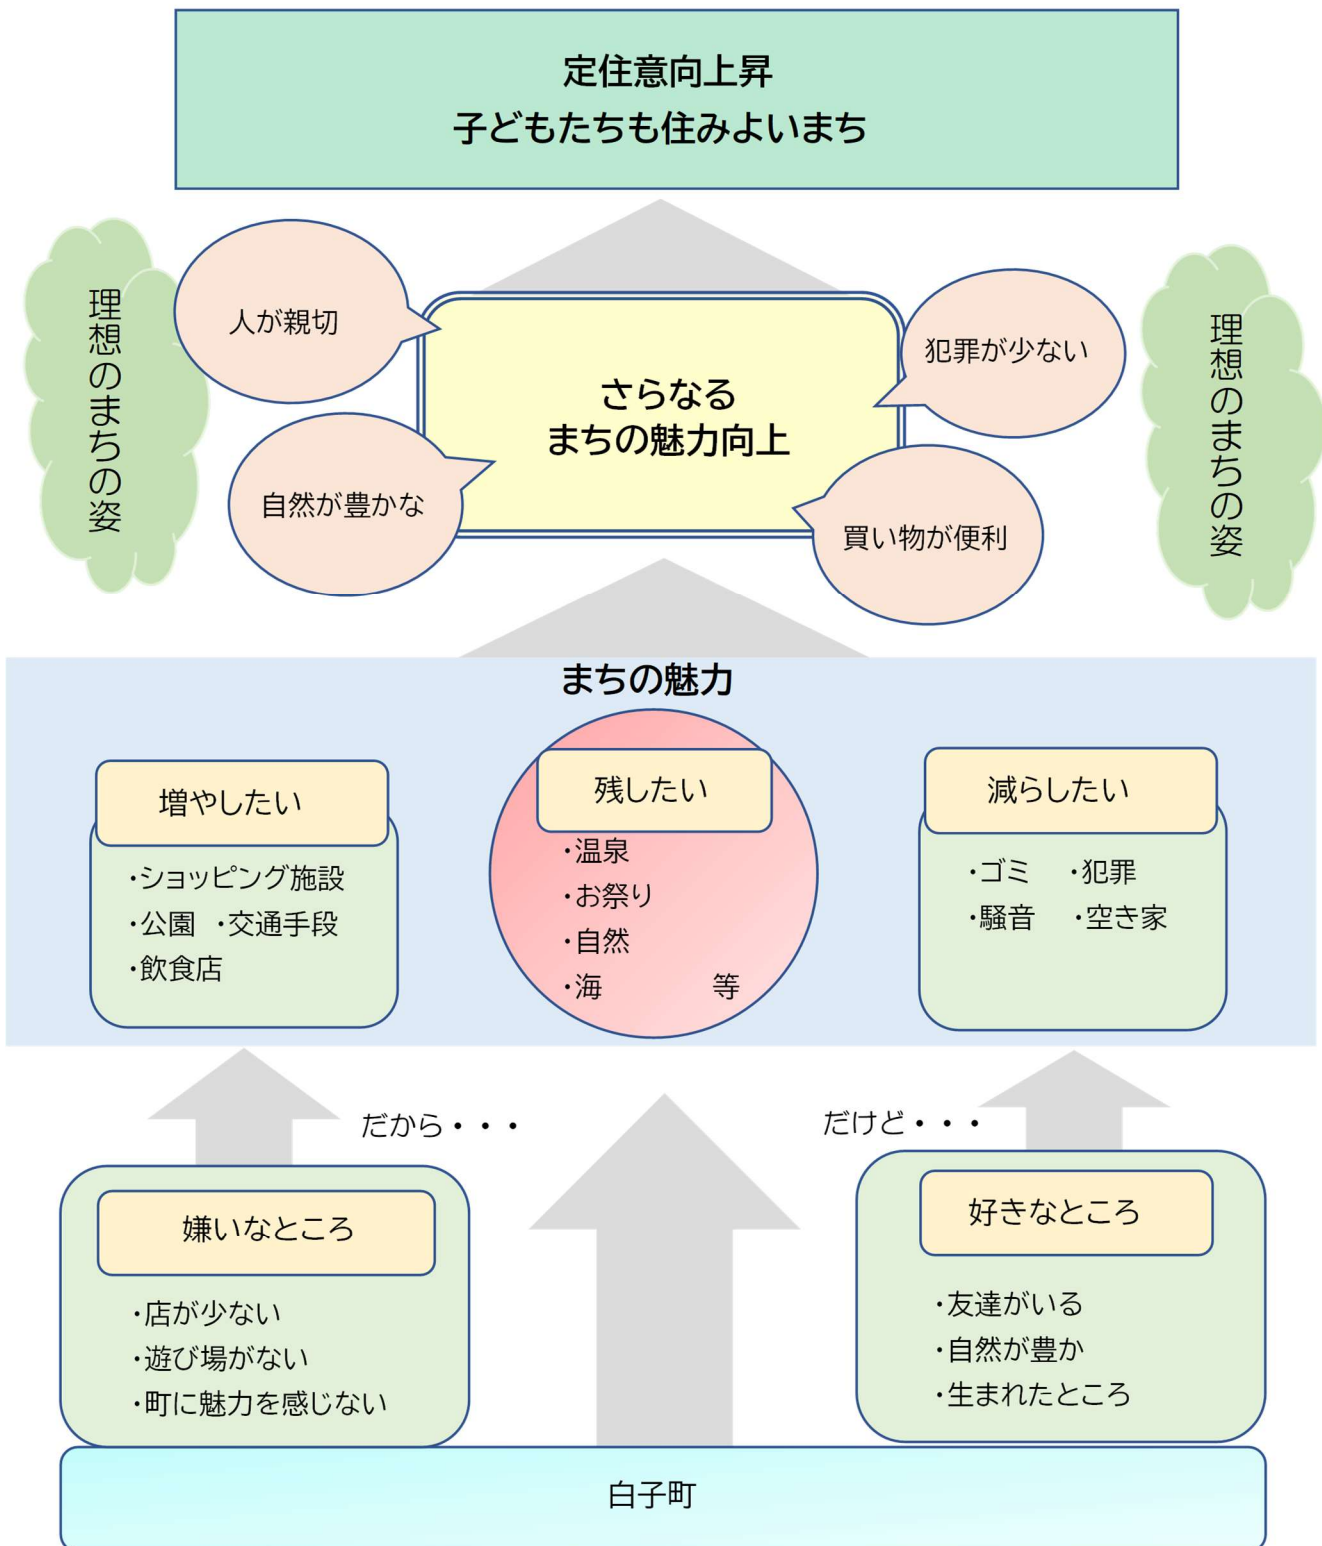 定住意向上昇
子どもたちも住みよいまち
理想のまちの姿
人が親切
犯罪が少ない
理想のまちの姿
さらなる
まちの魅力向上
自然が豊かな
買い物が便利
まちの魅力
増やしたい
・ショッピング施設
・公園 ・交通手段
・飲食店
残したい
・温泉
・お祭り
・自然
・海 等
減らしたい
・ゴミ ・犯罪
・騒音 ・空き家
だから・・・
だけど・・・
嫌いなところ
・店が少ない
・遊び場がない
・町に魅力を感じない
好きなところ
・友達がいる
・自然が豊か
・生まれたところ
白子町